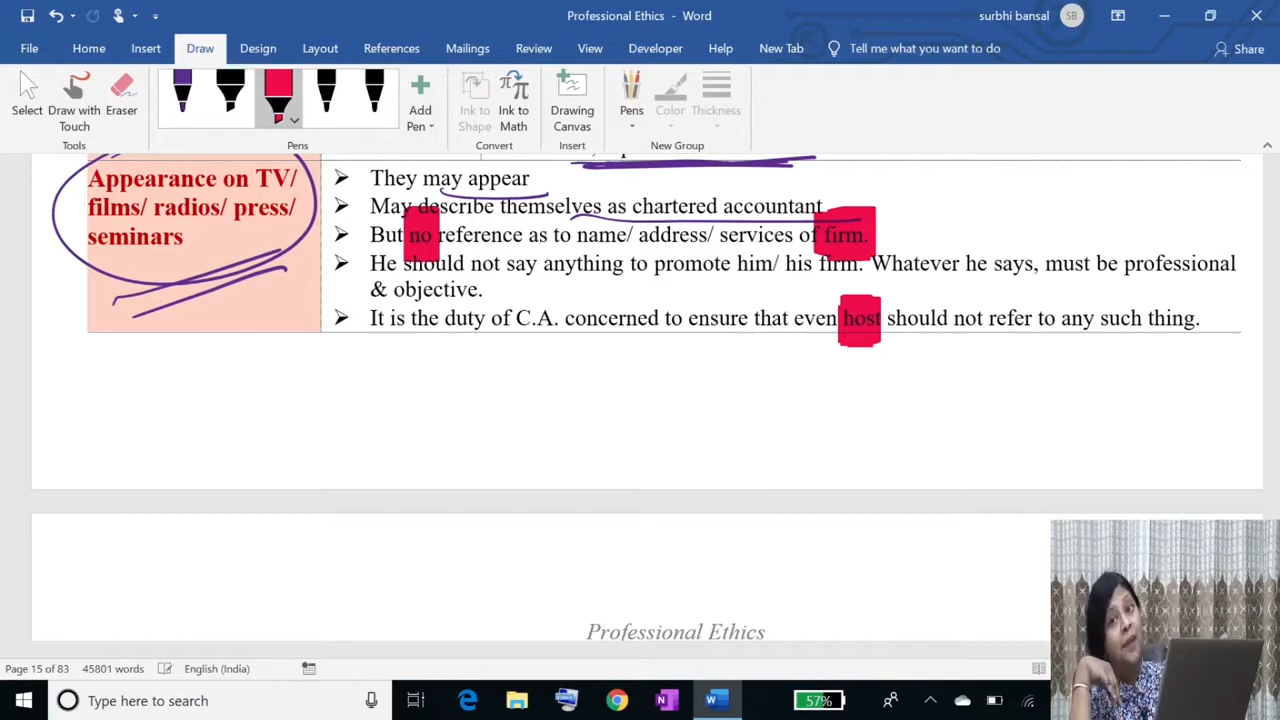 Professional Ethics - Word
surbhi bansal
SB
File
Home
Insert
Draw
Design
Layout
References
Mailings
Review
View
Developer
Help
New Tab
Tell me what you want to do
Share
Select
Draw with Touch
Eraser
Add Pen
Ink to Shape
Ink to Math
Drawing Canvas
Pens
Color
Thickness
Tools
Pens
Convert
Insert
New Group
Appearance on TV/
films/ radios/ press/
seminars
They may appear
May describe themselves as chartered accountant
But no reference as to name/ address/ services of firm.
He should not say anything to promote him/ his firm. Whatever he says, must be professional
& objective.
It is the duty of C.A. concerned to ensure that even host should not refer to any such thing.
Professional Ethics
Page 15 of 83
45801 words
English (India)
Type here to search
57%